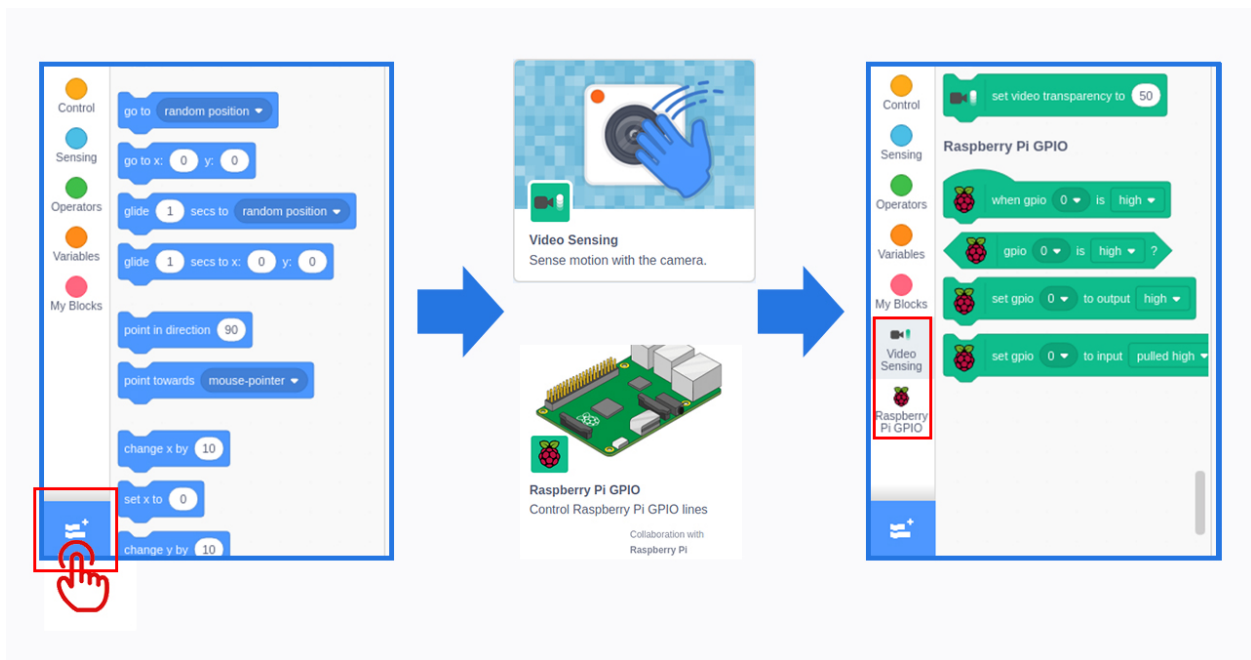 Control
Sensing
Operators
Variables
My Blocks
go to random position
go to x: 0 y: 0
glide 1 secs to random position
glide 1 secs to x: 0 y: 0
point in direction 90
point towards mouse-pointer
change x by 10
set x to 0
change y by 10
Video Sensing
Sense motion with the camera.
Raspberry Pi GPIO
Control Raspberry Pi GPIO lines
Collaboration with
Raspberry Pi
Control
Sensing
Operators
Variables
My Blocks
Video
Sensing
Raspberry
Pi GPIO
set video transparency to 50
Raspberry Pi GPIO
when gpio 0 is high
gpio 0 is high ?
set gpio 0 to output high
set gpio 0 to input pulled high